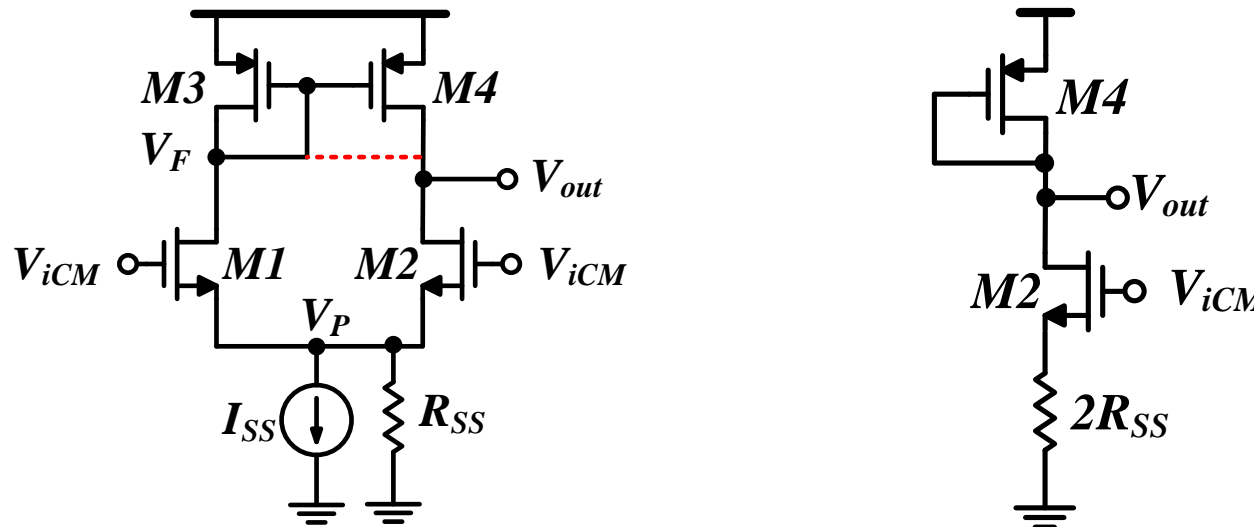 M3 M4
V_F
V_out
V_iCM M1 M2 V_iCM
V_P
I_SS R_SS
M4
V_out
M2 V_iCM
2R_SS